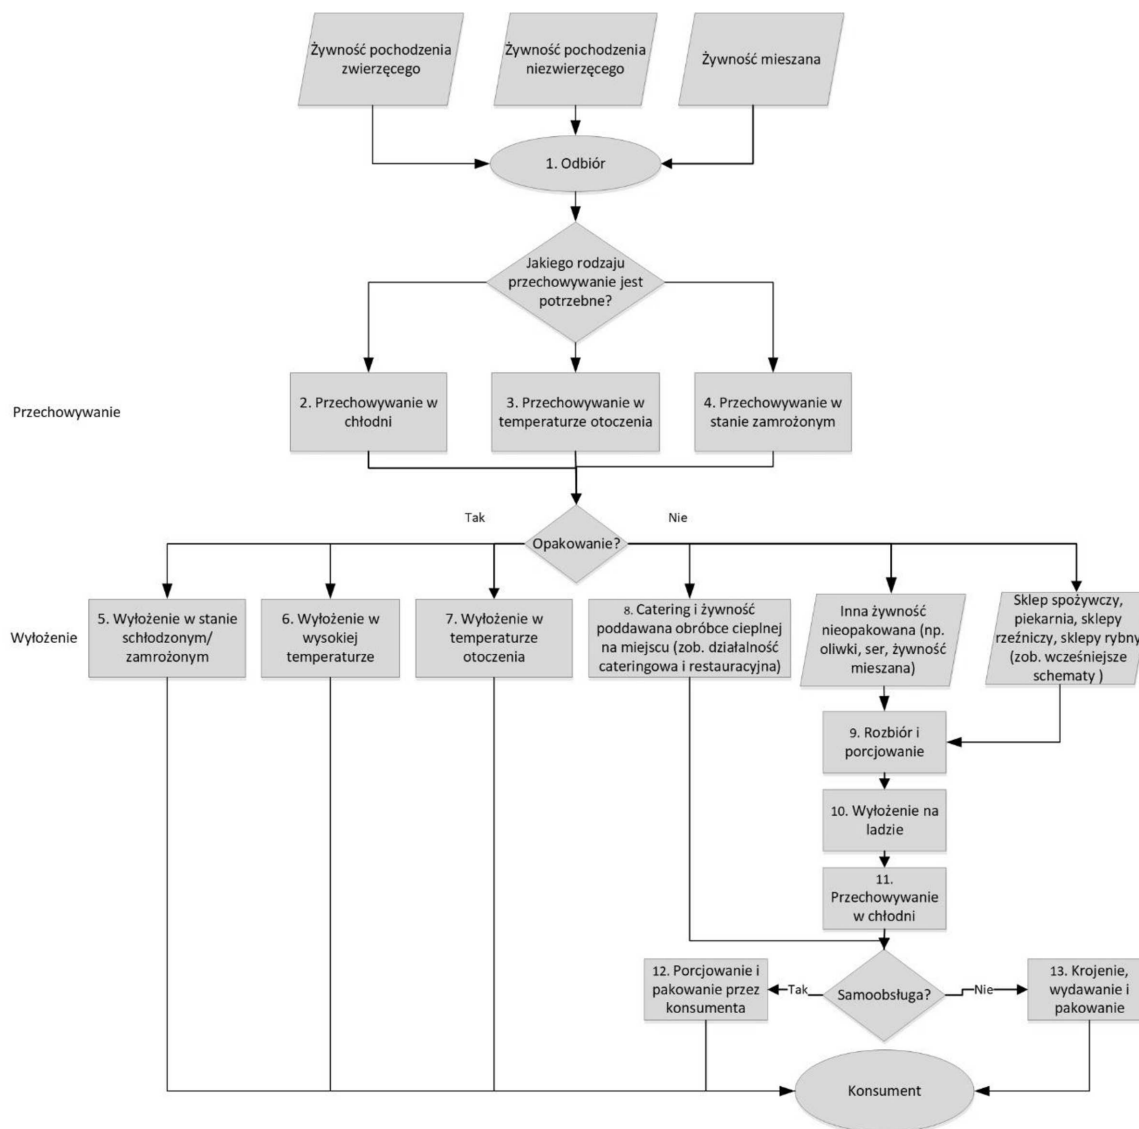 Żywność pochodzenia
zwierzęcego
Żywność pochodzenia
niezwierzęcego
Żywność mieszana
1. Odbiór
Jakiego rodzaju
przechowywanie jest
potrzebne?
Przechowywanie
2. Przechowywanie w
chłodni
3. Przechowywanie w
temperaturze otoczenia
4. Przechowywanie w
stanie zamrożonym
Tak
Nie
Opakowanie?
Wyłożenie
5. Wyłożenie w stanie
schłodzonym/
zamrożonym
6. Wyłożenie w
wysokiej
temperaturze
7. Wyłożenie w
temperaturze
otoczenia
8. Catering i żywność
poddawana obróbce cieplnej
na miejscu (zob. działalność
cateringowa i restauracyjna)
Inna żywność
nieopakowana (np.
oliwki, ser, żywność
mieszana)
Sklep spożywczy,
piekarnia, sklepy
rzeźniczy, sklepy rybny
(zob. wcześniejsze
schematy )
9. Rozbiór i
porcjowanie
10. Wyłożenie na
ladzie
11.
Przechowywanie
w chłodni
12. Porcjowanie i
pakowanie przez
konsumenta
Tak
Samoobsługa?
Nie
13. Krojenie,
wydawanie i
pakowanie
Konsument